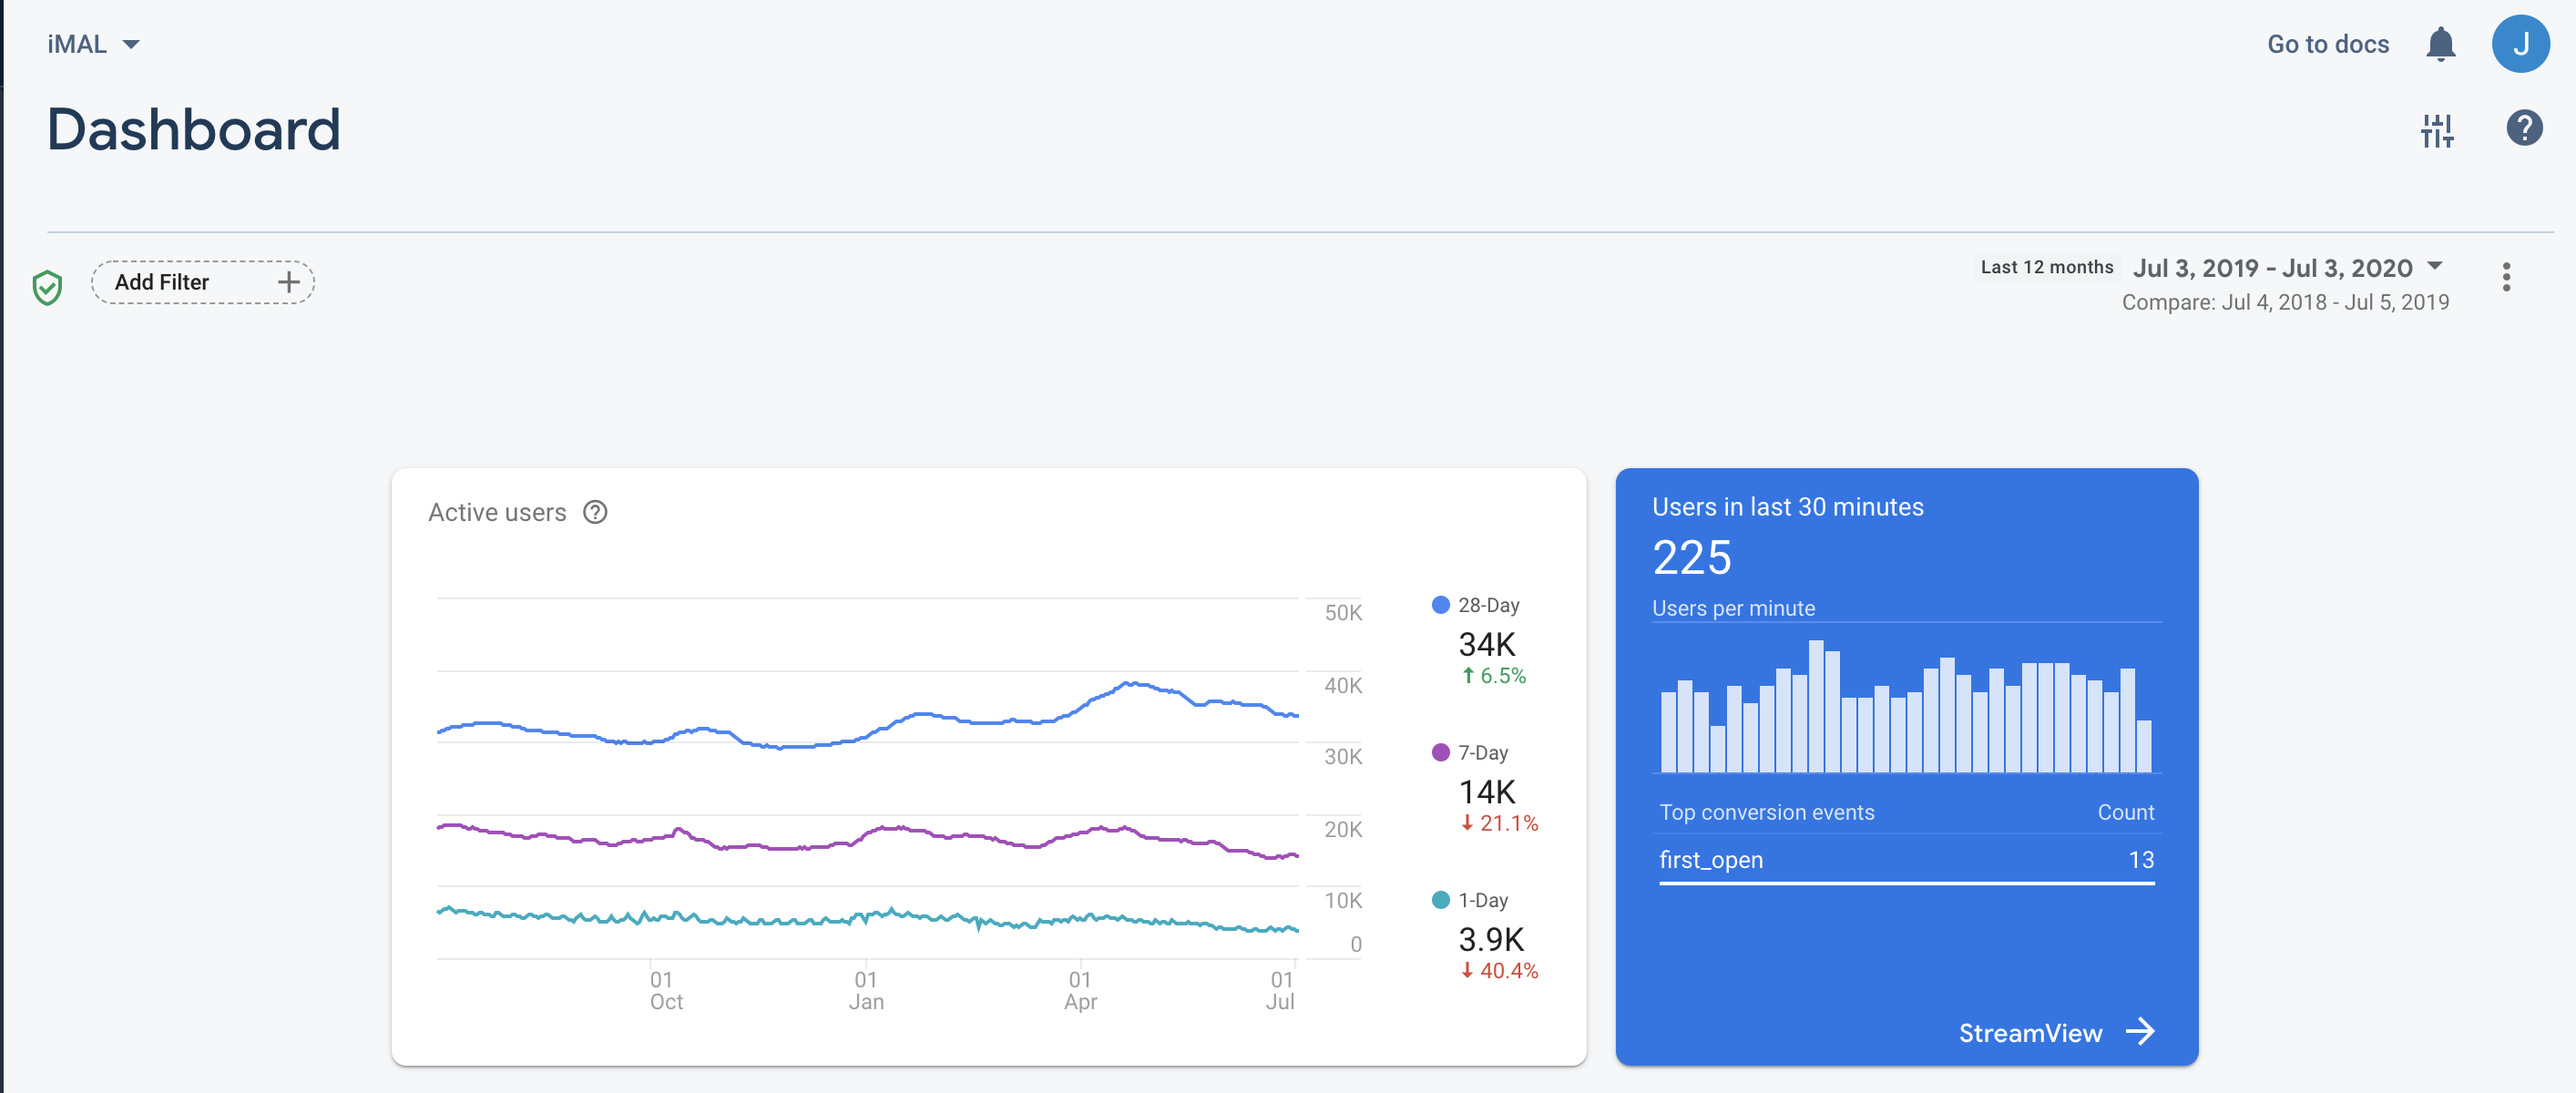 iMAL
Go to docs
J
Dashboard
?
Add Filter +
Last 12 months Jul 3, 2019 - Jul 3, 2020
Compare: Jul 4, 2018 - Jul 5, 2019
Active users ?
50K
40K
30K
20K
10K
0
01 Oct
01 Jan
01 Apr
01 Jul
28-Day
34K
↑ 6.5%
7-Day
14K
↓ 21.1%
1-Day
3.9K
↓ 40.4%
Users in last 30 minutes
225
Users per minute
Top conversion events Count
first_open 13
StreamView →